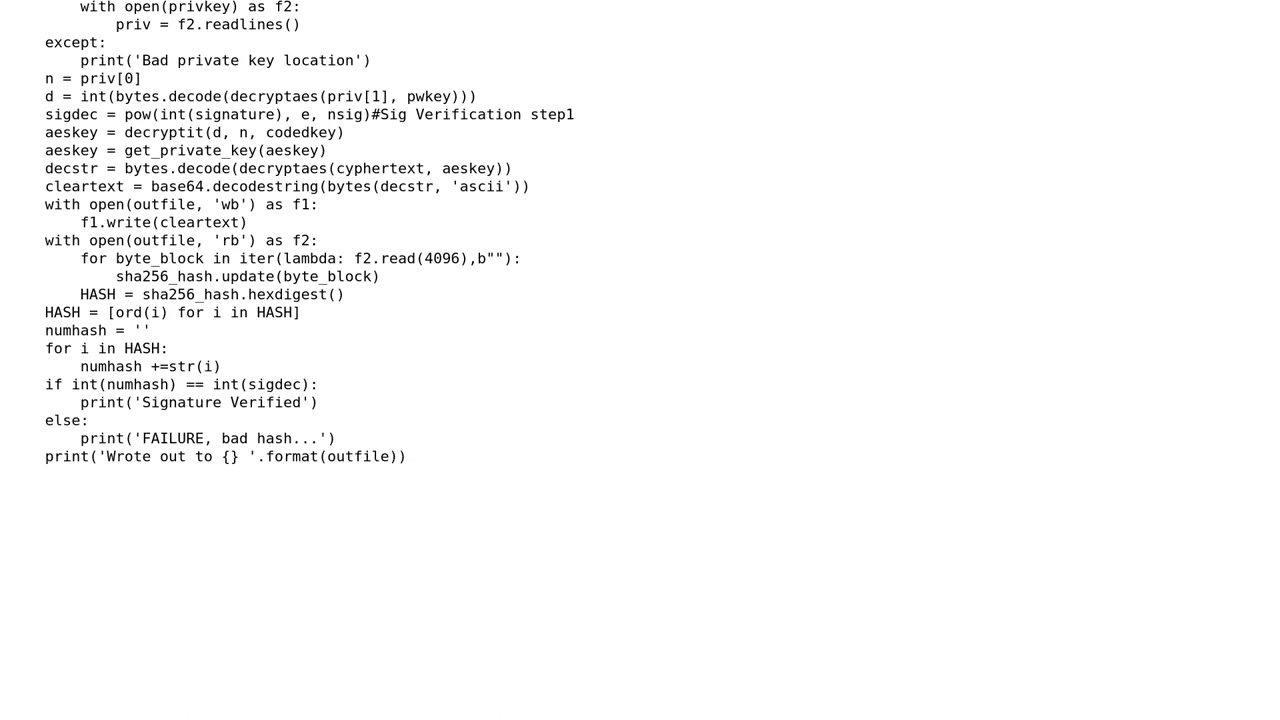 with open(privkey) as f2:
priv = f2.readlines()
except:
print('Bad private key location')
n = priv[0]
d = int(bytes.decode(decryptaes(priv[1], pwkey)))
sigdec = pow(int(signature), e, nsig)#Sig Verification step1
aeskey = decryptit(d, n, codedkey)
aeskey = get_private_key(aeskey)
decstr = bytes.decode(decryptaes(cyphertext, aeskey))
cleartext = base64.decodestring(bytes(decstr, 'ascii'))
with open(outfile, 'wb') as f1:
f1.write(cleartext)
with open(outfile, 'rb') as f2:
for byte_block in iter(lambda: f2.read(4096),b""):
sha256_hash.update(byte_block)
HASH = sha256_hash.hexdigest()
HASH = [ord(i) for i in HASH]
numhash = ''
for i in HASH:
numhash +=str(i)
if int(numhash) == int(sigdec):
print('Signature Verified')
else:
print('FAILURE, bad hash...')
print('Wrote out to {} '.format(outfile))